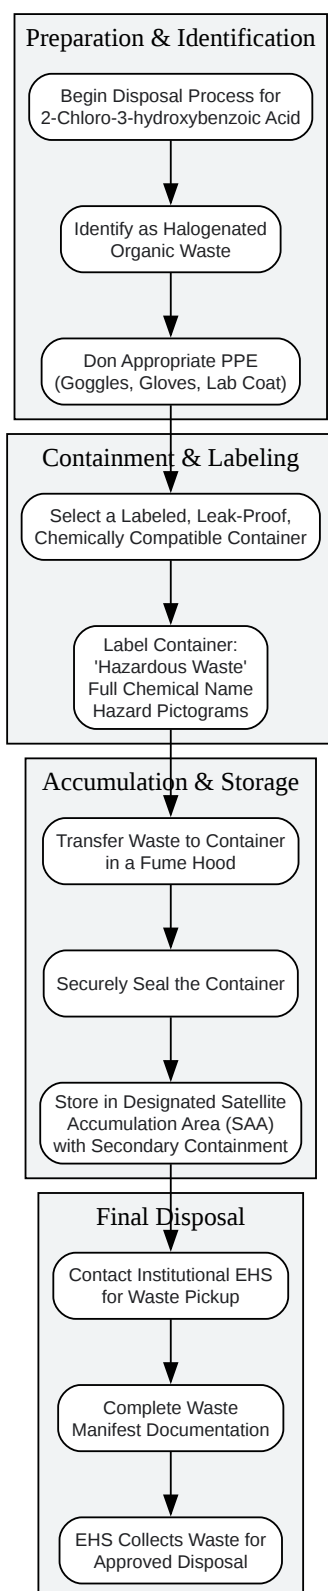 Preparation & Identification
Begin Disposal Process for
2-Chloro-3-hydroxybenzoic Acid
Identify as Halogenated
Organic Waste
Don Appropriate PPE
(Goggles, Gloves, Lab Coat)
Containment & Labeling
Select a Labeled, Leak-Proof,
Chemically Compatible Container
Label Container:
'Hazardous Waste'
Full Chemical Name
Hazard Pictograms
Accumulation & Storage
Transfer Waste to Container
in a Fume Hood
Securely Seal the Container
Store in Designated Satellite
Accumulation Area (SAA)
with Secondary Containment
Final Disposal
Contact Institutional EHS
for Waste Pickup
Complete Waste
Manifest Documentation
EHS Collects Waste for
Approved Disposal